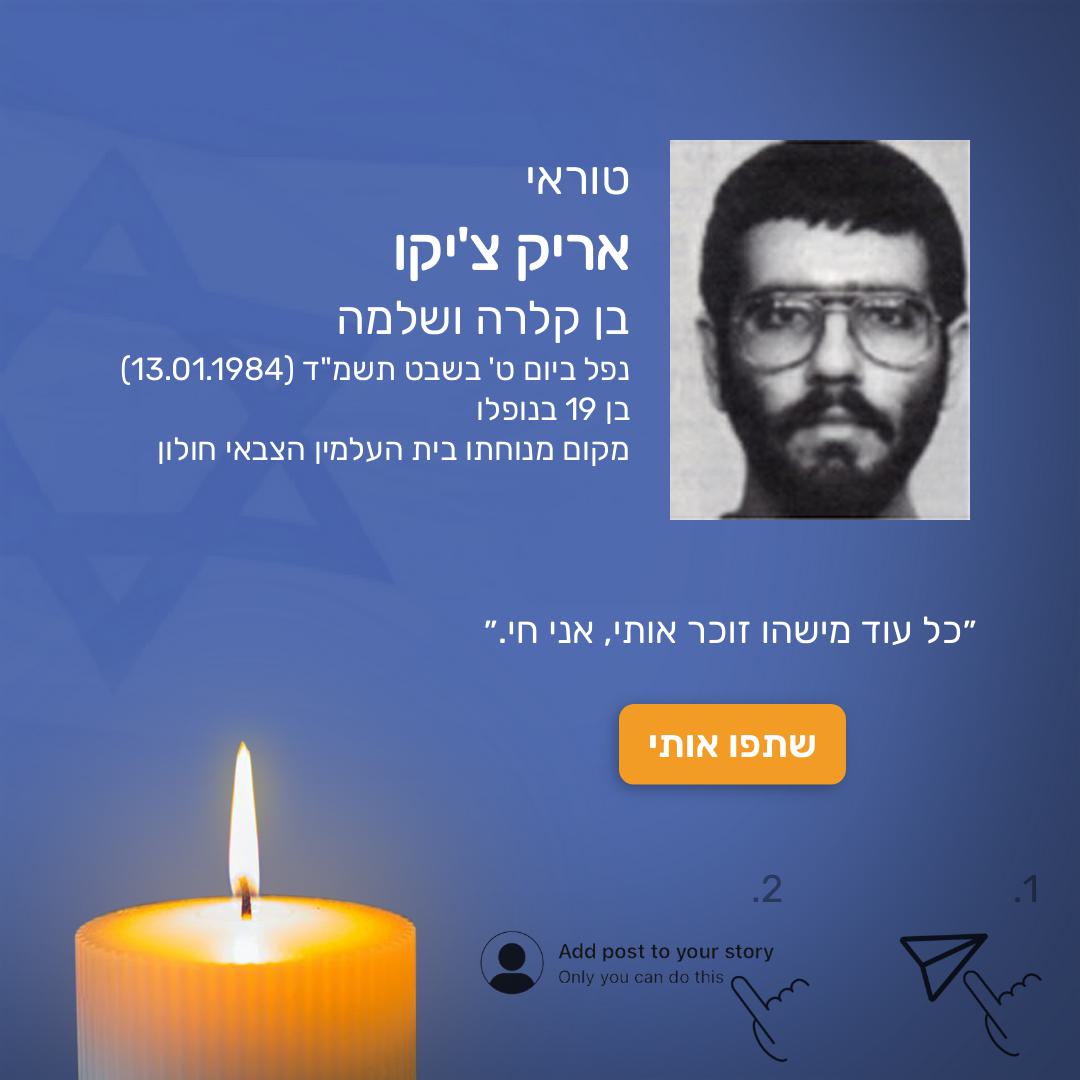 טוראי
אריק צ'יקו
בן קלרה ושלמה
נפל ביום ט' בשבט תשמ"ד (13.01.1984)
בן 19 בנופלו
מקום מנוחתו בית העלמין הצבאי חולון
״כל עוד מישהו זוכר אותי, אני חי.״
שתפו אותי
.1
.2
Add post to your story
Only you can do this